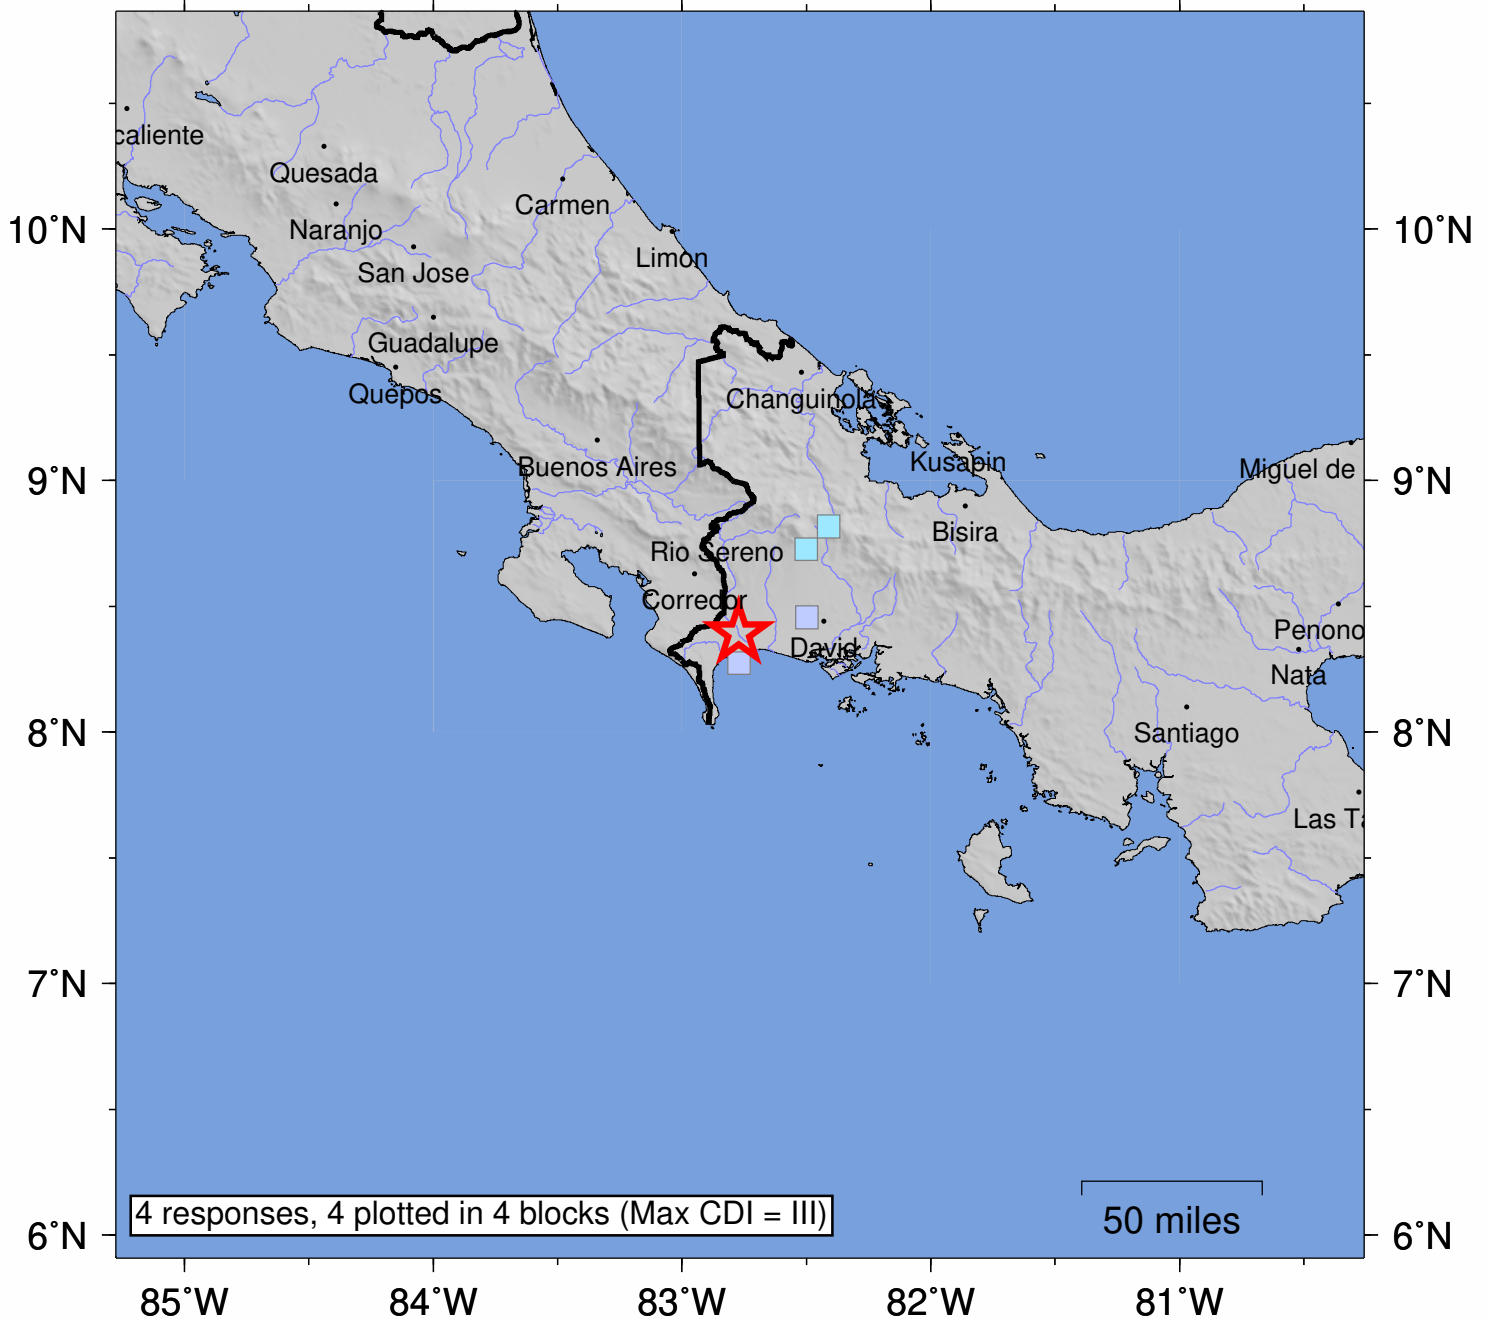 caliente
Quesada
Carmen
Naranjo
10°N
10°N
Limon
San Jose
Guadalupe
Quepos
Changuinola
Buenos Aires
Kusapin
Miguel de
9°N
9°N
Bisira
Rio Sereno
Corredor
David
Penono
Nata
8°N
8°N
Santiago
Las Ta
7°N
7°N
4 responses, 4 plotted in 4 blocks (Max CDI = III)
50 miles
6°N
6°N
85°W
84°W
83°W
82°W
81°W